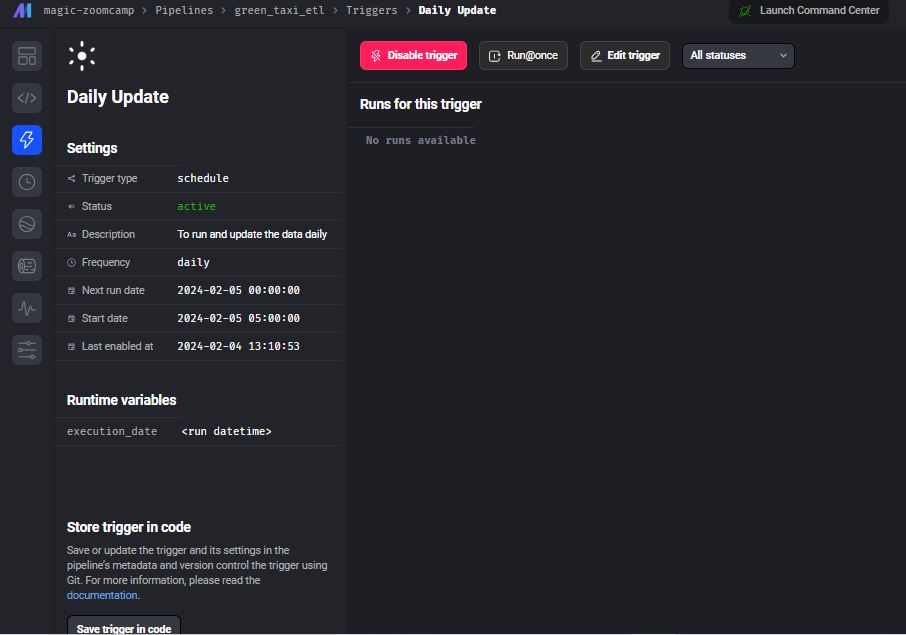 magic-zoomcamp > Pipelines > green_taxi_etl > Triggers > Daily Update
Launch Command Center
Daily Update
Settings
Trigger type schedule
Status active
Aa Description To run and update the data daily
Frequency daily
Next run date 2024-02-05 00:00:00
Start date 2024-02-05 05:00:00
Last enabled at 2024-02-04 13:10:53
Runtime variables
execution_date <run datetime>
Store trigger in code
Save or update the trigger and its settings in the
pipeline's metadata and version control the trigger using
Git. For more information, please read the
documentation.
Save trigger in code
Disable trigger Run@once Edit trigger All statuses
Runs for this trigger
No runs available